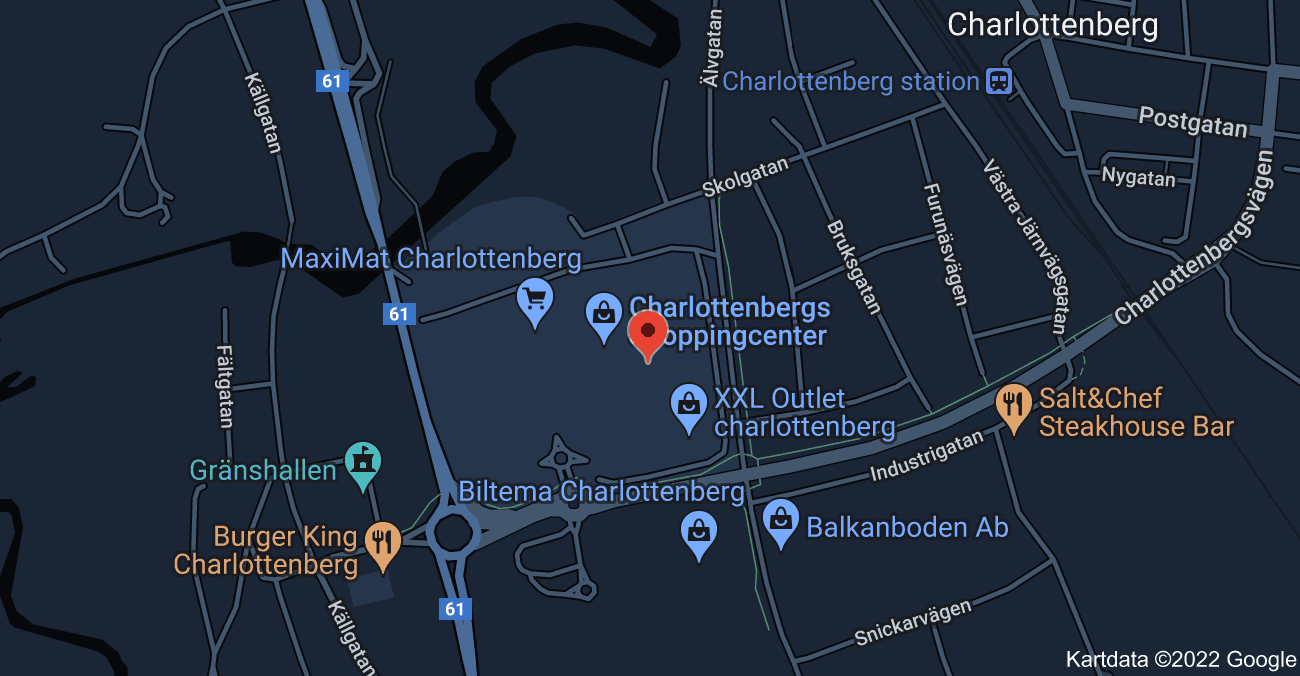 Charlottenberg
Älvgatan
61
Charlottenberg station
Källgatan
Postgatan
Skolgatan
Nygatan
Västra Järnvägsgatan
Furunäsvägen
Charlottenbergsvägen
Bruksgatan
MaxiMat Charlottenberg
61
Charlottenbergs
oppingcenter
Fältgatan
XXL Outlet
charlottenberg
Salt&Chef
Steakhouse Bar
Industrigatan
Gränshallen
Biltema Charlottenberg
Balkanboden Ab
Burger King
Charlottenberg
61
Källgatan
Snickarvägen
Kartdata ©2022 Google